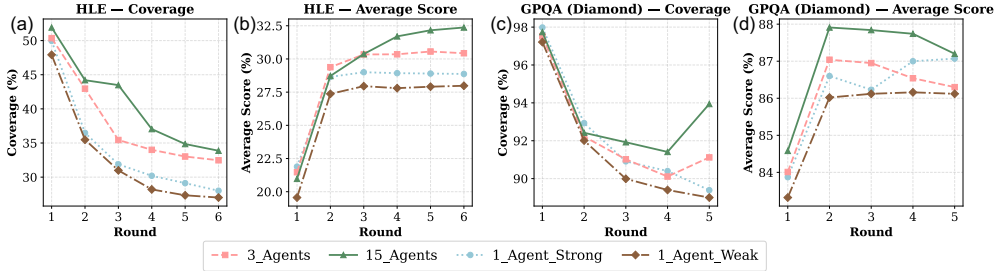 (a)
HLE — Coverage
Coverage (%)
50
45
40
35
30
1 2 3 4 5 6
Round
(b)
HLE — Average Score
Average Score (%)
32.5
30.0
27.5
25.0
22.5
20.0
1 2 3 4 5 6
Round
(c)
GPQA (Diamond) — Coverage
Coverage (%)
98
96
94
92
90
1 2 3 4 5
Round
(d)
GPQA (Diamond) — Average Score
Average Score (%)
88
87
86
85
84
1 2 3 4 5
Round
3_Agents 15_Agents 1_Agent_Strong 1_Agent_Weak